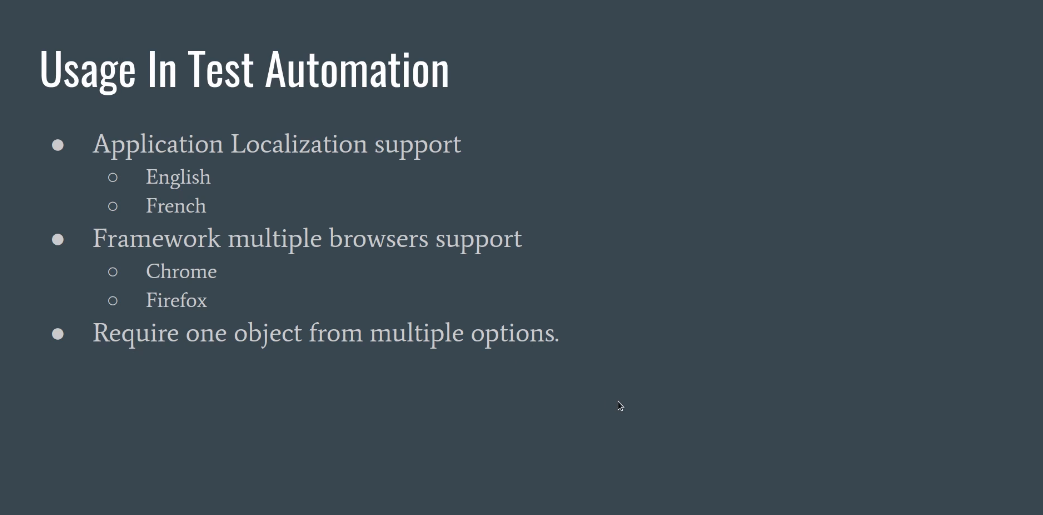 Usage In Test Automation
● Application Localization support
○ English
○ French
● Framework multiple browsers support
○ Chrome
○ Firefox
● Require one object from multiple options.